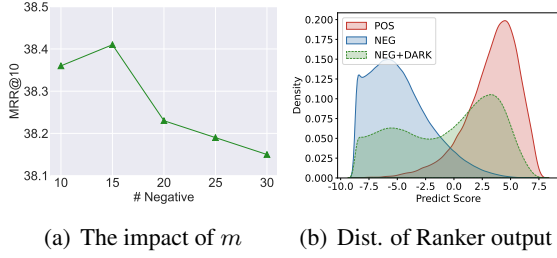 38.5
38.4
38.3
38.2
38.1
MRR@10
10 15 20 25 30
# Negative
0.200
0.175
0.150
0.125
0.100
0.075
0.050
0.025
0.000
Density
POS
NEG
NEG+DARK
-10.0 -7.5 -5.0 -2.5 0.0 2.5 5.0 7.5
Predict Score
(a) The impact of m
(b) Dist. of Ranker output